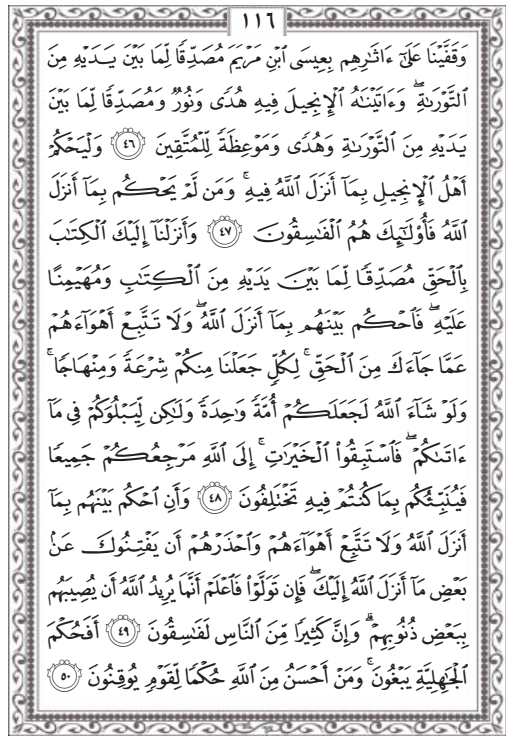 ١١٦
وَقَفَّيْنَا عَلَىٰٓ ءَاثَٰرِهِم بِعِيسَى ٱبْنِ مَرْيَمَ مُصَدِّقًا لِّمَا بَيْنَ يَدَيْهِ مِنَ
ٱلتَّوْرَىٰةِۖ وَءَاتَيْنَٰهُ ٱلْإِنجِيلَ فِيهِ هُدًى وَنُورٌ وَمُصَدِّقًا لِّمَا بَيْنَ
يَدَيْهِ مِنَ ٱلتَّوْرَىٰةِ وَهُدًى وَمَوْعِظَةً لِّلْمُتَّقِينَ ٤٦ وَلْيَحْكُمْ
أَهْلُ ٱلْإِنجِيلِ بِمَآ أَنزَلَ ٱللَّهُ فِيهِۚ وَمَن لَّمْ يَحْكُم بِمَآ أَنزَلَ
ٱللَّهُ فَأُو۟لَٰٓئِكَ هُمُ ٱلْفَٰسِقُونَ ٤٧ وَأَنزَلْنَآ إِلَيْكَ ٱلْكِتَٰبَ
بِٱلْحَقِّ مُصَدِّقًا لِّمَا بَيْنَ يَدَيْهِ مِنَ ٱلْكِتَٰبِ وَمُهَيْمِنًا
عَلَيْهِۖ فَٱحْكُم بَيْنَهُم بِمَآ أَنزَلَ ٱللَّهُۖ وَلَا تَتَّبِعْ أَهْوَآءَهُمْ
عَمَّا جَآءَكَ مِنَ ٱلْحَقِّۚ لِكُلٍّ جَعَلْنَا مِنكُمْ شِرْعَةً وَمِنْهَاجًاۚ
وَلَوْ شَآءَ ٱللَّهُ لَجَعَلَكُمْ أُمَّةً وَٰحِدَةً وَلَٰكِن لِّيَبْلُوَكُمْ فِى مَآ
ءَاتَىٰكُمْۖ فَٱسْتَبِقُوا۟ ٱلْخَيْرَٰتِۚ إِلَى ٱللَّهِ مَرْجِعُكُمْ جَمِيعًا
فَيُنَبِّئُكُم بِمَا كُنتُمْ فِيهِ تَخْتَلِفُونَ ٤٨ وَأَنِ ٱحْكُم بَيْنَهُم بِمَآ
أَنزَلَ ٱللَّهُ وَلَا تَتَّبِعْ أَهْوَآءَهُمْ وَٱحْذَرْهُمْ أَن يَفْتِنُوكَ عَنۢ
بَعْضِ مَآ أَنزَلَ ٱللَّهُ إِلَيْكَۖ فَإِن تَوَلَّوْا۟ فَٱعْلَمْ أَنَّمَا يُرِيدُ ٱللَّهُ أَن يُصِيبَهُم
بِبَعْضِ ذُنُوبِهِمْۗ وَإِنَّ كَثِيرًا مِّنَ ٱلنَّاسِ لَفَٰسِقُونَ ٤٩ أَفَحُكْمَ
ٱلْجَٰهِلِيَّةِ يَبْغُونَۚ وَمَنْ أَحْسَنُ مِنَ ٱللَّهِ حُكْمًا لِّقَوْمٍ يُوقِنُونَ ٥٠